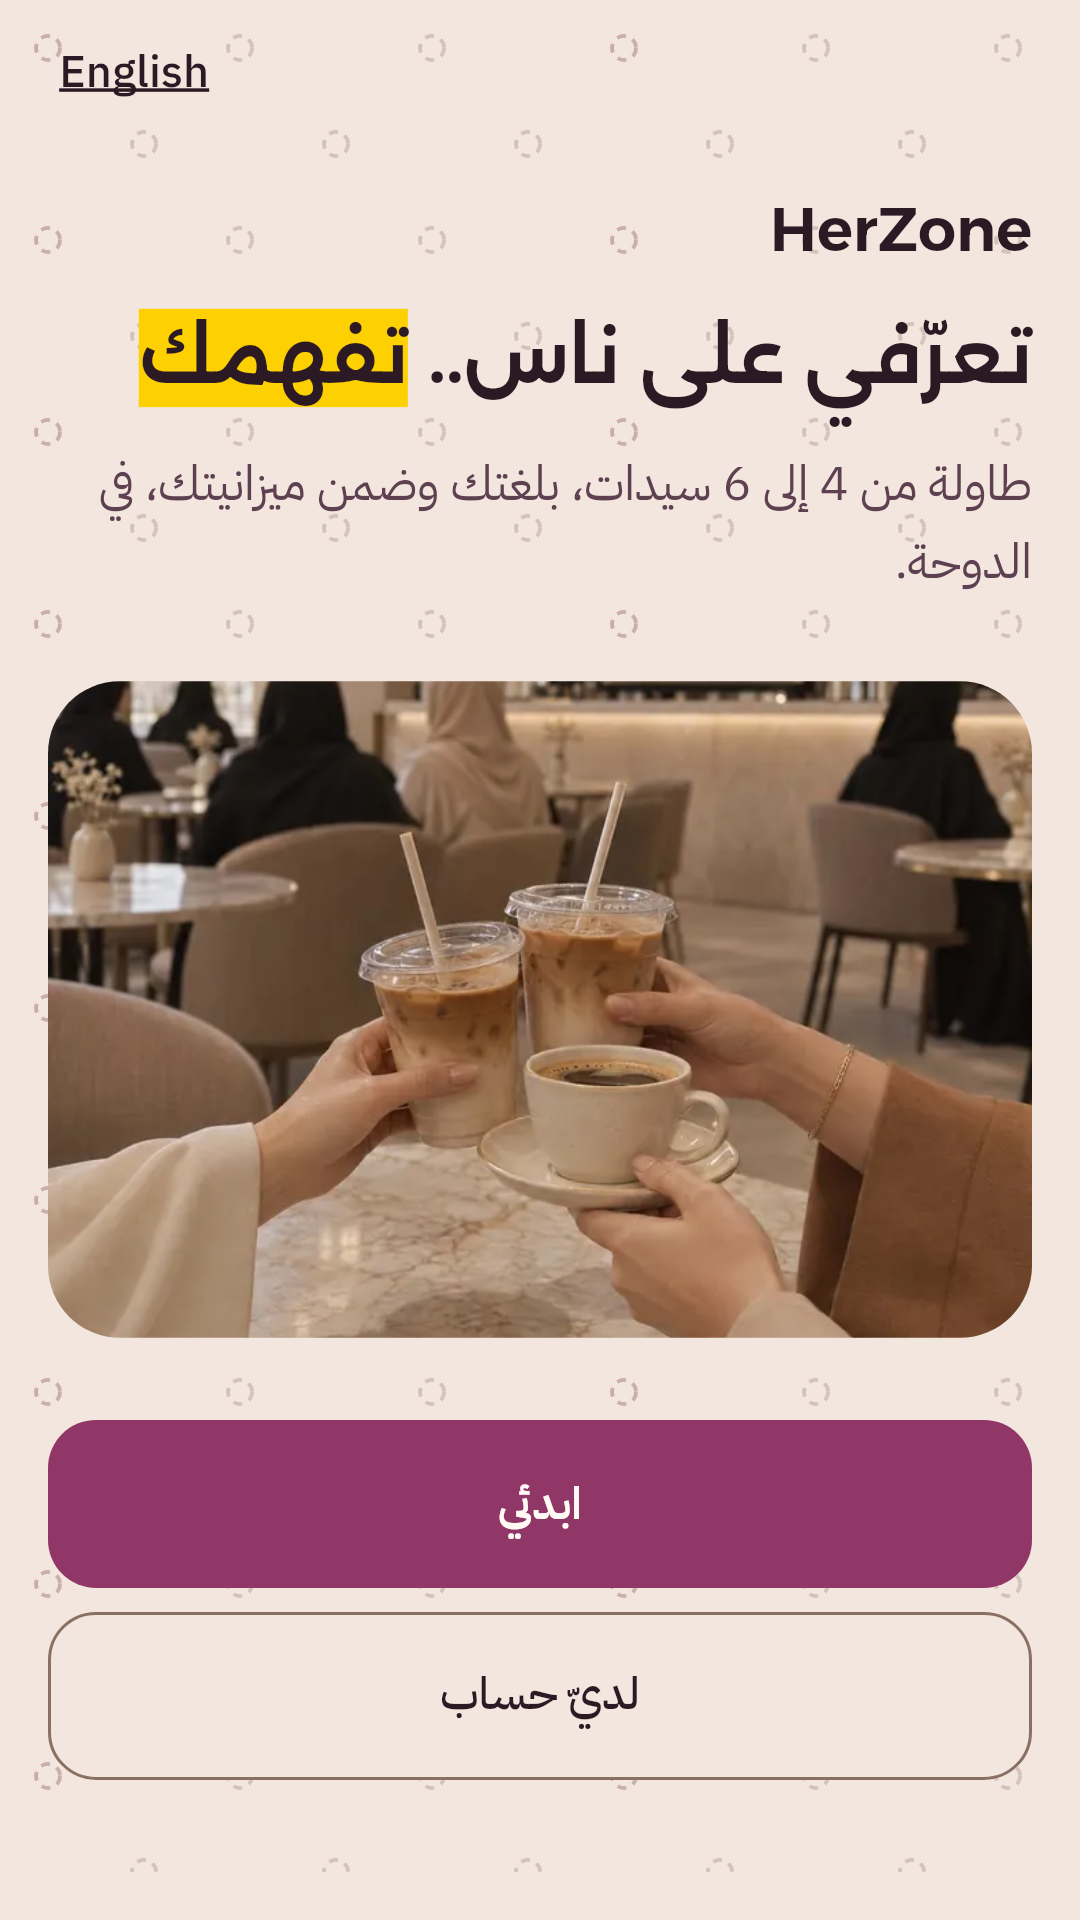 English
HerZone
تعرّفي على ناس.. تفهمك
طاولة من 4 إلى 6 سيدات، بلغتك وضمن ميزانيتك، في
الدوحة.
ابدئي
لديّ حساب